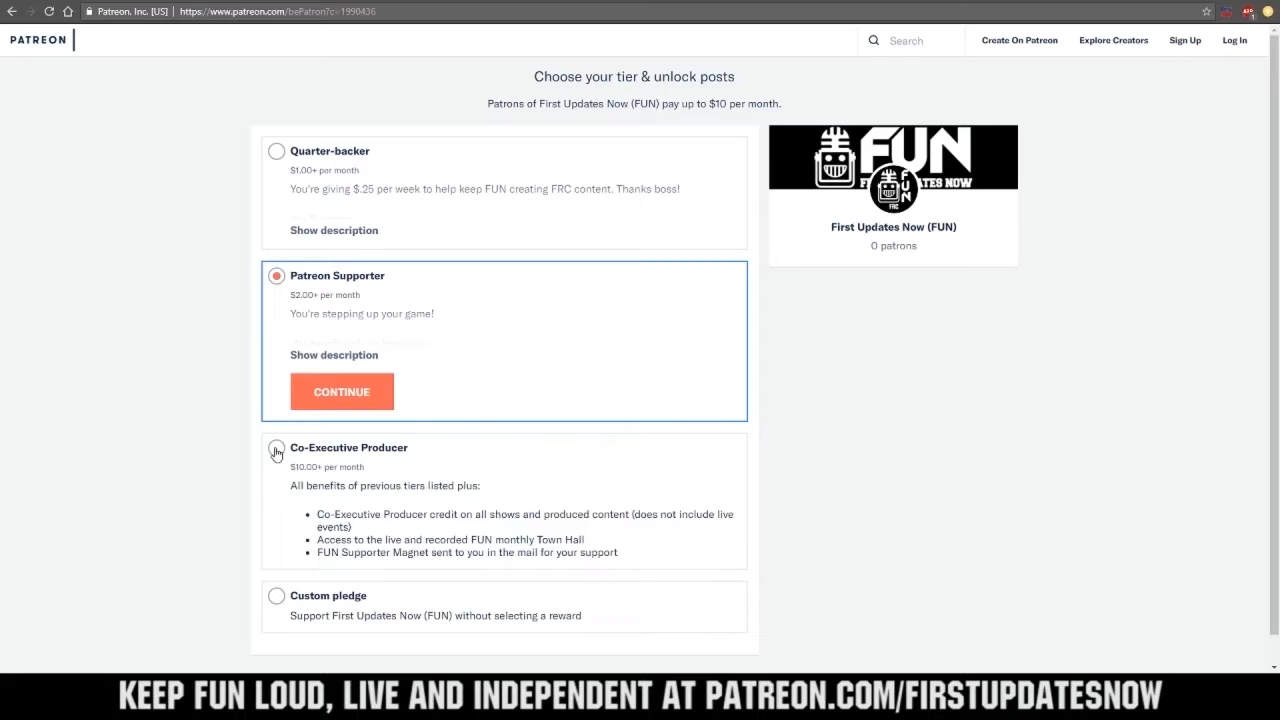 Patreon, Inc. [US] | https://www.patreon.com/bePatron?c=1990436
PATREON
Search
Create On Patreon
Explore Creators
Sign Up
Log In
Choose your tier & unlock posts
Patrons of First Updates Now (FUN) pay up to $10 per month.
Quarter-backer
$1.00+ per month
You're giving $.25 per week to help keep FUN creating FRC content. Thanks boss!
Show description
Patreon Supporter
$2.00+ per month
You're stepping up your game!
Show description
CONTINUE
Co-Executive Producer
$10.00+ per month
All benefits of previous tiers listed plus:
• Co-Executive Producer credit on all shows and produced content (does not include live
events)
• Access to the live and recorded FUN monthly Town Hall
• FUN Supporter Magnet sent to you in the mail for your support
Custom pledge
Support First Updates Now (FUN) without selecting a reward
FUN
TES NOW
FUN
FRC
First Updates Now (FUN)
0 patrons
KEEP FUN LOUD, LIVE AND INDEPENDENT AT PATREON.COM/FIRSTUPDATESNOW